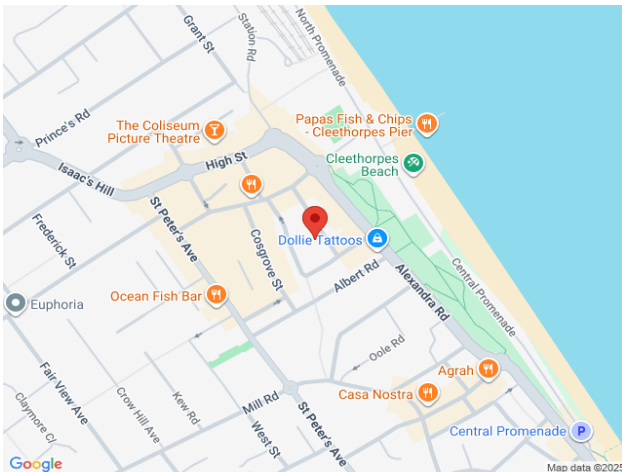 Grant St
Station Rd
North Promenade
Prince's Rd
The Coliseum
Picture Theatre
Papas Fish & Chips
- Cleethorpes Pier
High St
Cleethorpes
Beach
Isaac's Hill
St Peter's Ave
Frederick St
Cosgrove St
Dollie Tattoos
Albert Rd
Alexandra Rd
Central Promenade
Euphoria
Ocean Fish Bar
Oole Rd
Fair View Ave
Agrah
Crow Hill Ave
Kew Rd
Mill Rd
Casa Nostra
Claymore Cl
West St
St Peter's Ave
Central Promenade
P
Google
Map data ©2025